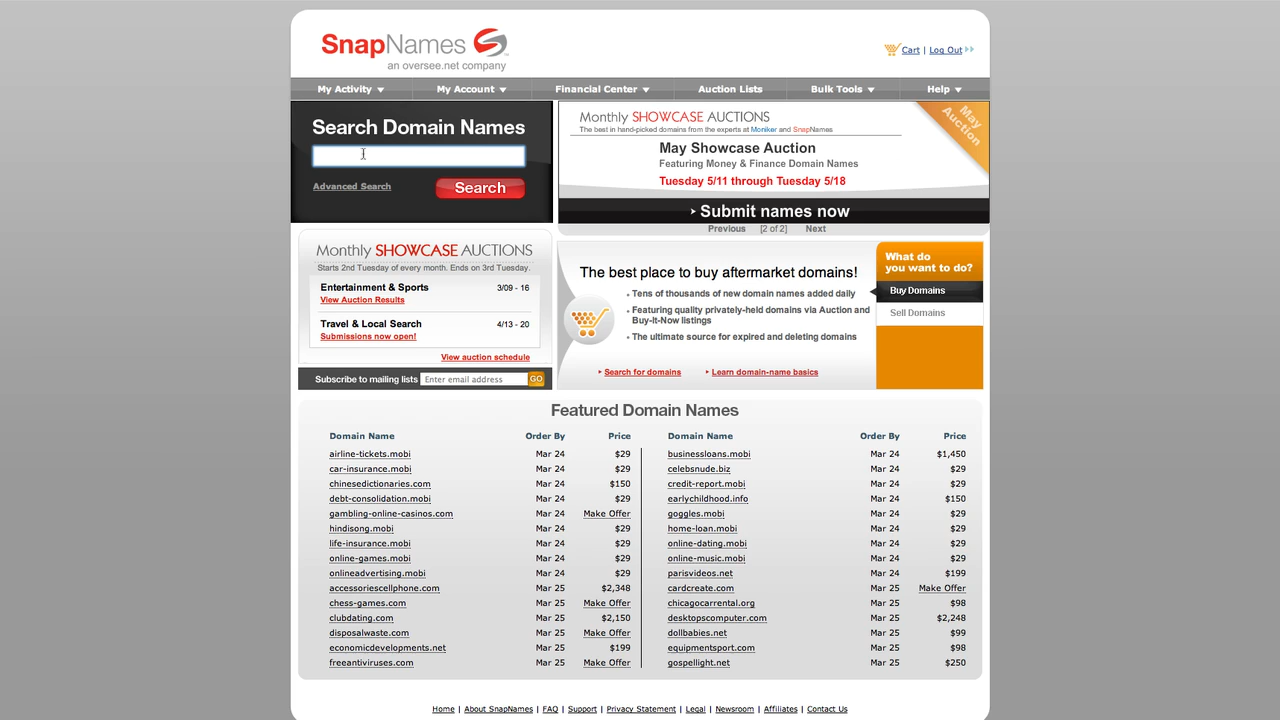 SnapNames
an oversee.net company
Cart | Log Out
My Activity
My Account
Financial Center
Auction Lists
Bulk Tools
Help
Search Domain Names
Advanced Search
Search
Monthly SHOWCASE AUCTIONS
The best in hand-picked domains from the experts at Moniker and SnapNames
May Showcase Auction
Featuring Money & Finance Domain Names
Tuesday 5/11 through Tuesday 5/18
May
Auction
Submit names now
Previous [2 of 2] Next
Monthly SHOWCASE AUCTIONS
Starts 2nd Tuesday of every month. Ends on 3rd Tuesday.
Entertainment & Sports 3/09 - 16
View Auction Results
Travel & Local Search 4/13 - 20
Submissions now open!
View auction schedule
Subscribe to mailing lists Enter email address GO
The best place to buy aftermarket domains!
• Tens of thousands of new domain names added daily
• Featuring quality privately-held domains via Auction and
Buy-It-Now listings
• The ultimate source for expired and deleting domains
Search for domains
Learn domain-name basics
What do
you want to do?
Buy Domains
Sell Domains
Featured Domain Names
Domain Name Order By Price Domain Name Order By Price
airline-tickets.mobi Mar 24 $29 businessloans.mobi Mar 24 $1,450
car-insurance.mobi Mar 24 $29 celebsnude.biz Mar 24 $29
chinesedictionaries.com Mar 24 $150 credit-report.mobi Mar 24 $29
debt-consolidation.mobi Mar 24 $29 earlychildhood.info Mar 24 $150
gambling-online-casinos.com Mar 24 Make Offer goggles.mobi Mar 24 $29
hindisong.mobi Mar 24 $29 home-loan.mobi Mar 24 $29
life-insurance.mobi Mar 24 $29 online-dating.mobi Mar 24 $29
online-games.mobi Mar 24 $29 online-music.mobi Mar 24 $29
onlineadvertising.mobi Mar 24 $29 parisvideos.net Mar 24 $199
accessoriescellphone.com Mar 25 $2,348 cardcreate.com Mar 25 Make Offer
chess-games.com Mar 25 Make Offer chicagocarrental.org Mar 25 $98
clubdating.com Mar 25 $2,150 desktopscomputer.com Mar 25 $2,248
disposalwaste.com Mar 25 Make Offer dollbabies.net Mar 25 $99
economicdevelopments.net Mar 25 $199 equipmentsport.com Mar 25 $98
freeantiviruses.com Mar 25 Make Offer gospellight.net Mar 25 $250
Home | About SnapNames | FAQ | Support | Privacy Statement | Legal | Newsroom | Affiliates | Contact Us